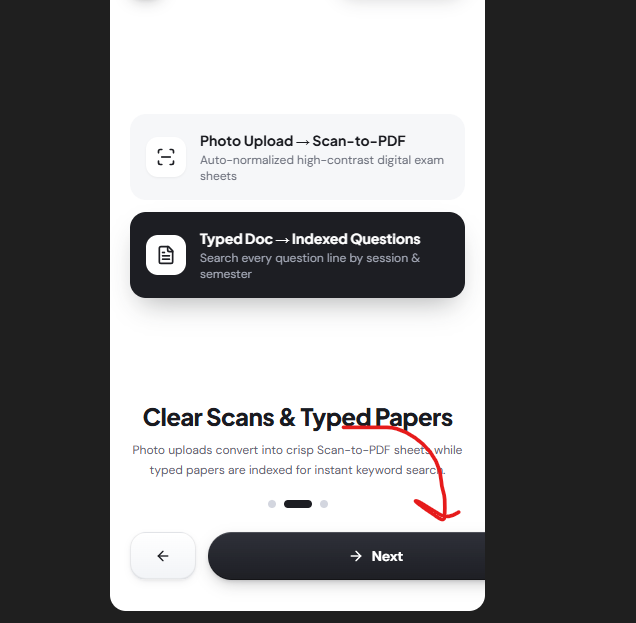 Photo Upload → Scan-to-PDF
Auto-normalized high-contrast digital exam
sheets
Typed Doc → Indexed Questions
Search every question line by session &
semester
Clear Scans & Typed Papers
Photo uploads convert into crisp Scan-to-PDF sheets while
typed papers are indexed for instant keyword search.
← 
→ Next